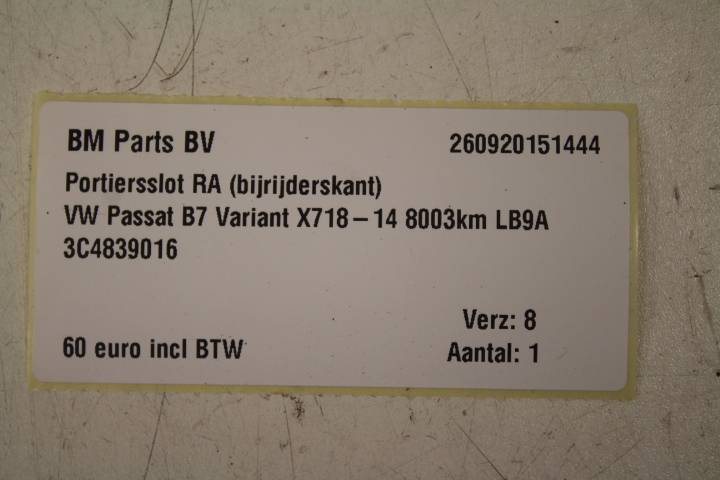 BM Parts BV 260920151444
Portiersslot RA (bijrijderskant)
VW Passat B7 Variant X718-14 8003km LB9A
3C4839016
Verz: 8
60 euro incl BTW Aantal: 1